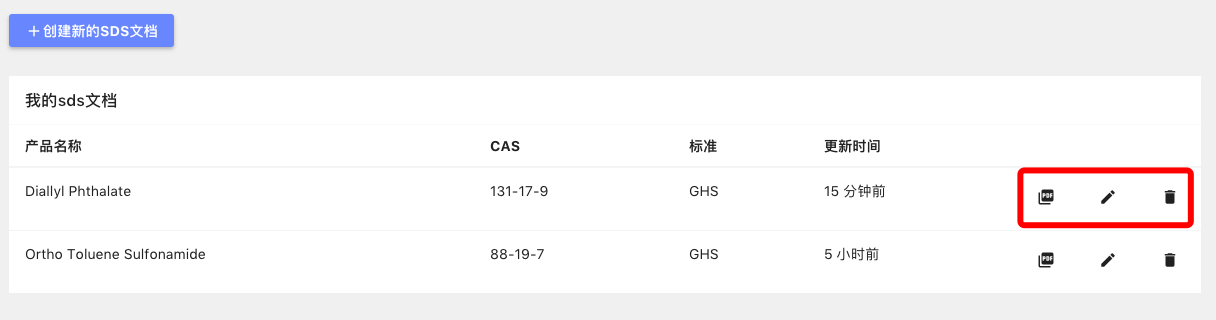 + 创建新的SDS文档
我的sds文档
产品名称 CAS 标准 更新时间
Diallyl Phthalate 131-17-9 GHS 15 分钟前 PDF
Ortho Toluene Sulfonamide 88-19-7 GHS 5 小时前 PDF